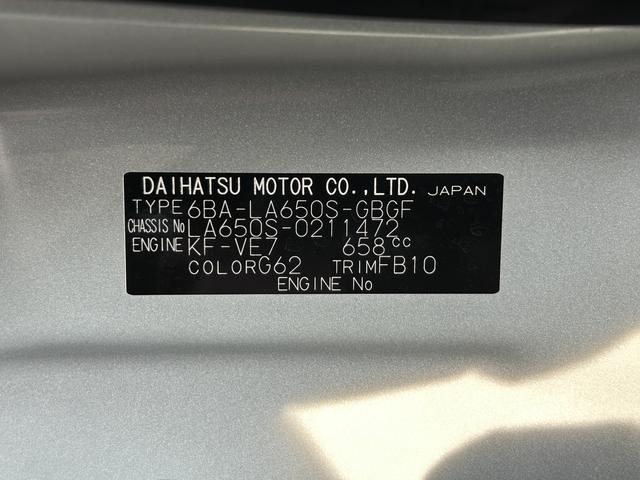 DAIHATSU MOTOR CO.,LTD. JAPAN
TYPE 6BA-LA650S-GBGF
CHASSIS No LA650S-0211472
ENGINE KF-VE7 658cc
COLOR G62 TRIM FB10
ENGINE No